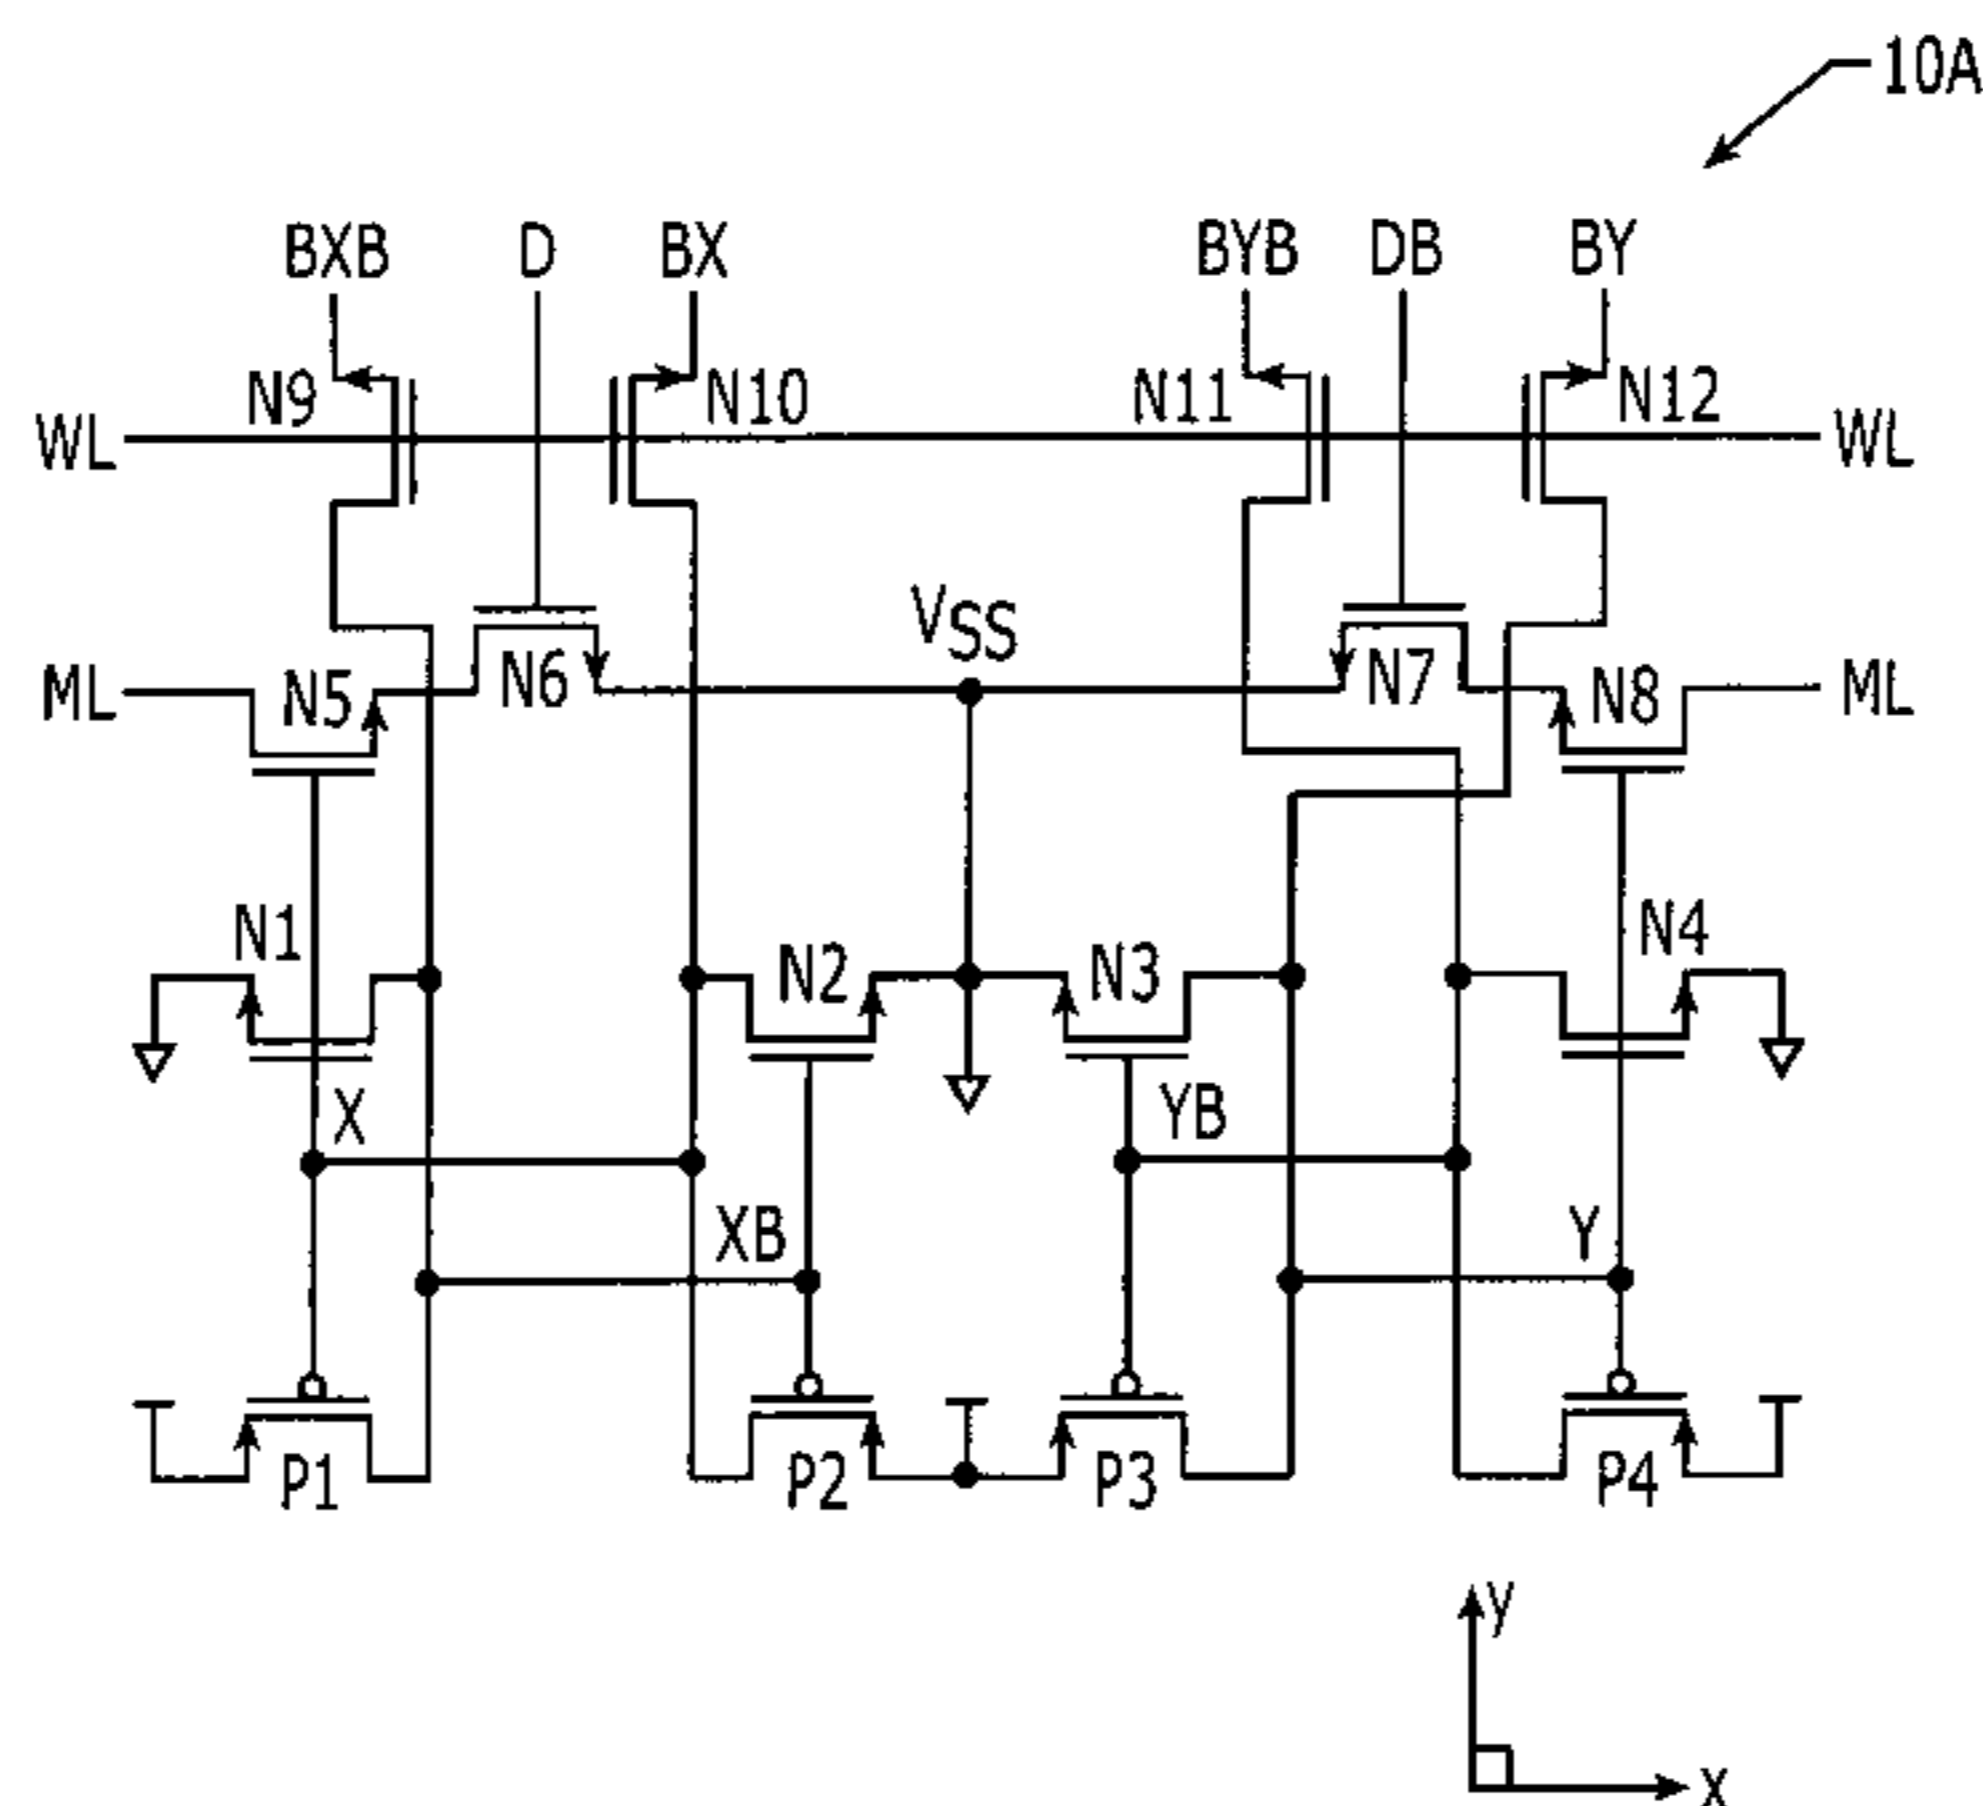 10A
BXB D BX BYB DB BY
N9 N10 N11 N12
WL WL
VSS
ML N5 N6 N7 N8 ML
N1 N2 N3 N4
X YB
XB Y
P1 P2 P3 P4
y
x